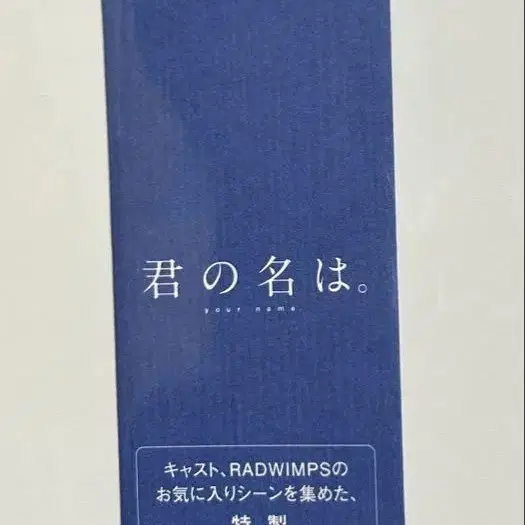 君の名は。
your name.
キャスト、RADWIMPSの
お気に入りシーンを集めた、
特製